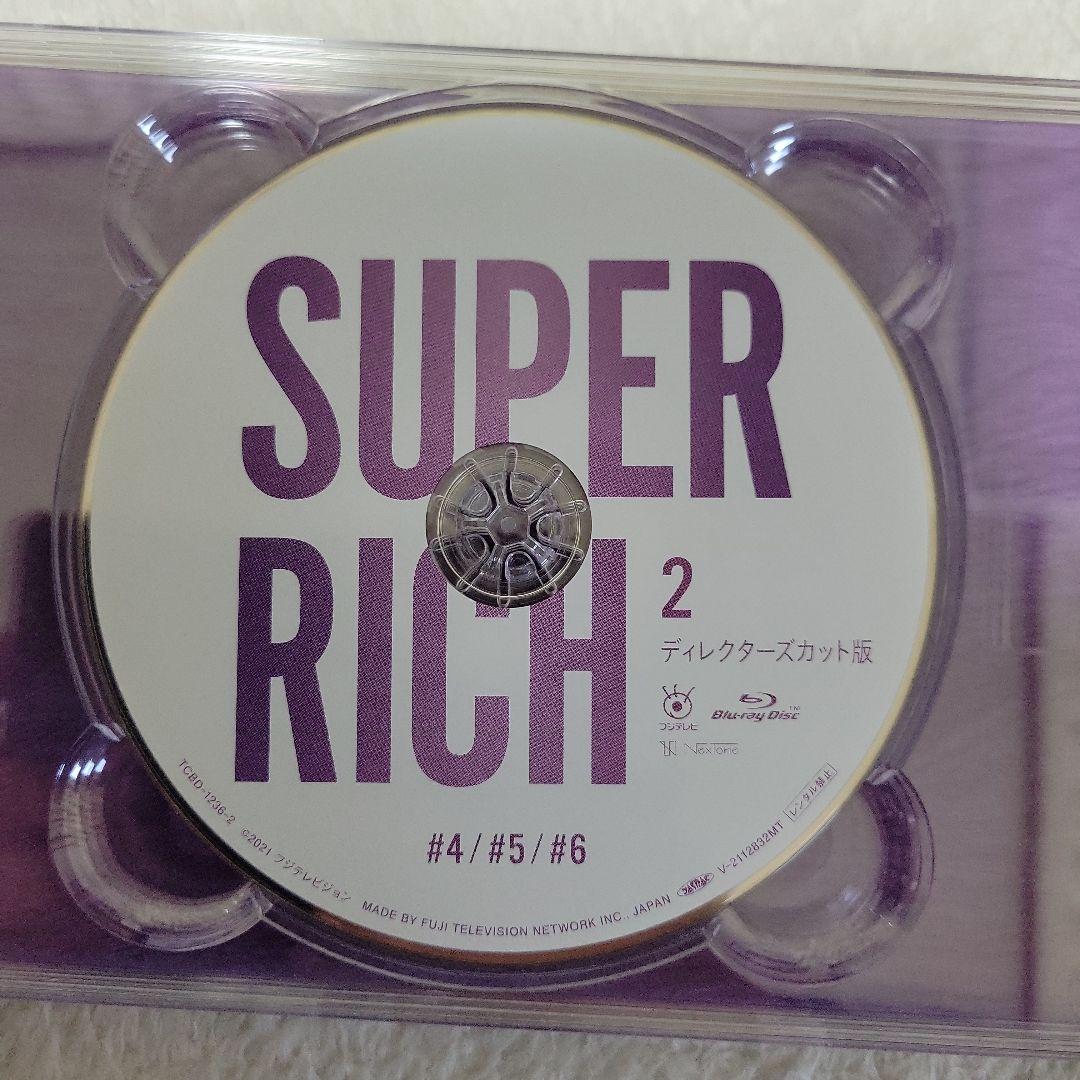 SUPER
RICH
2
ディレクターズカット版
フジテレビ
Blu-ray Disc™
NexTone
#4/#5/#6
TCBD-1236-2
©2021 フジテレビジョン
MADE BY FUJI TELEVISION NETWORK INC., JAPAN
V-2112832MT
レンタル禁止